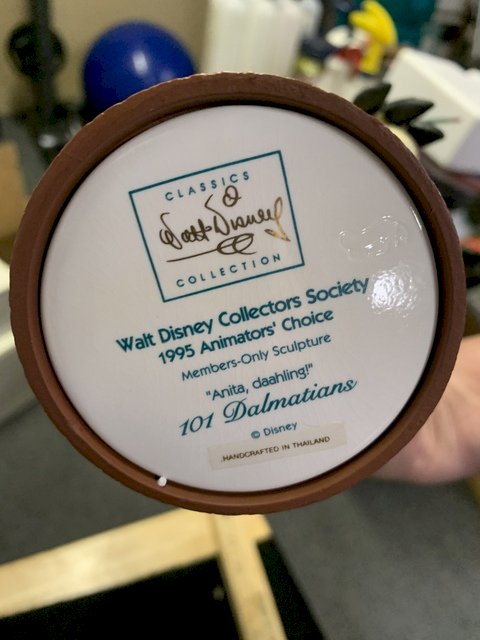 CLASSICS
Walt Disney
COLLECTION
Walt Disney Collectors Society
1995 Animators' Choice
Members-Only Sculpture
"Anita, daahling!"
101 Dalmatians
© Disney
HANDCRAFTED IN THAILAND